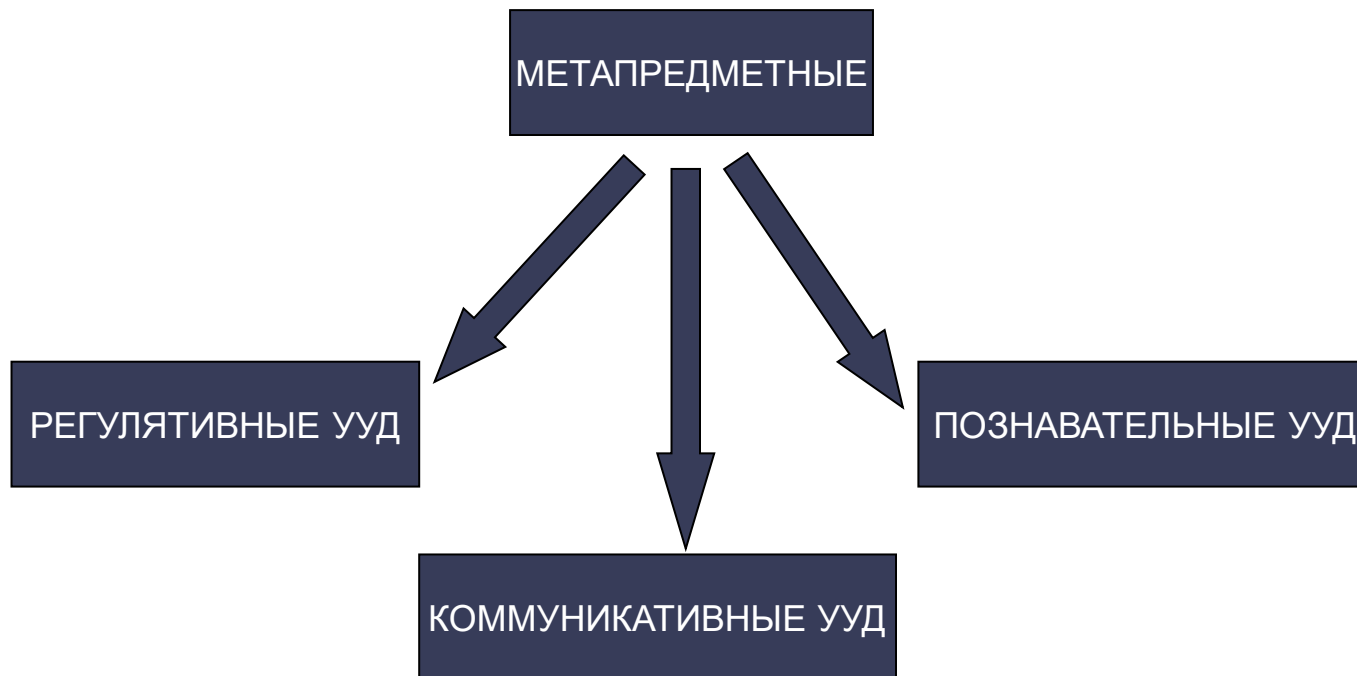 МЕТАПРЕДМЕТНЫЕ
РЕГУЛЯТИВНЫЕ УУД
ПОЗНАВАТЕЛЬНЫЕ УУД
КОММУНИКАТИВНЫЕ УУД